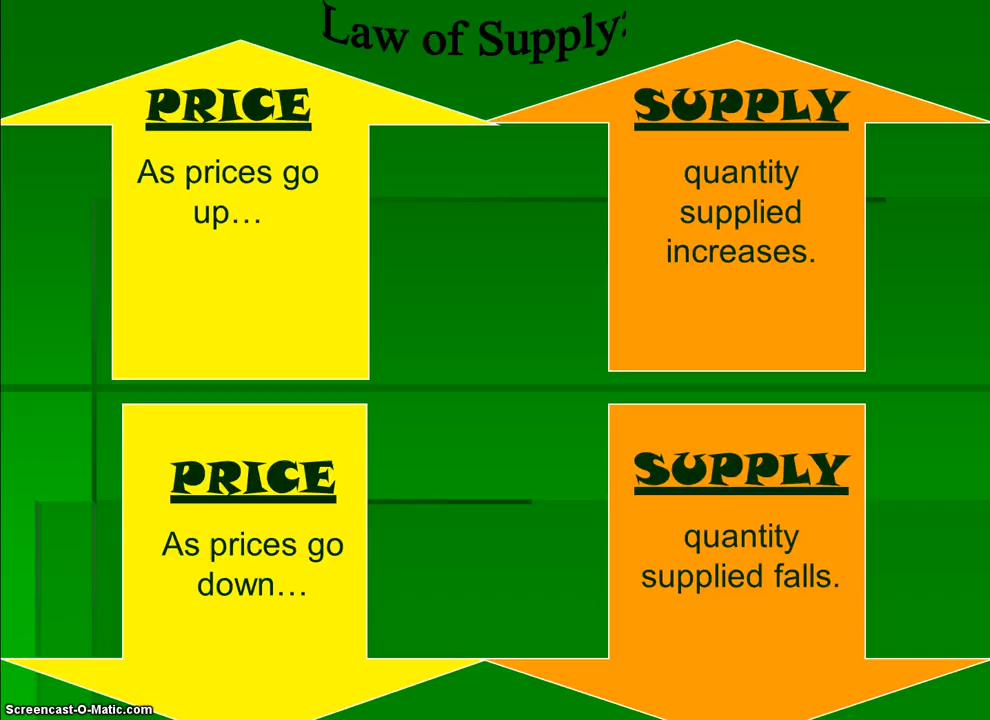 Law of Supply:
PRICE
As prices go
up…
SUPPLY
quantity
supplied
increases.
PRICE
As prices go
down…
SUPPLY
quantity
supplied falls.
Screencast-O-Matic.com